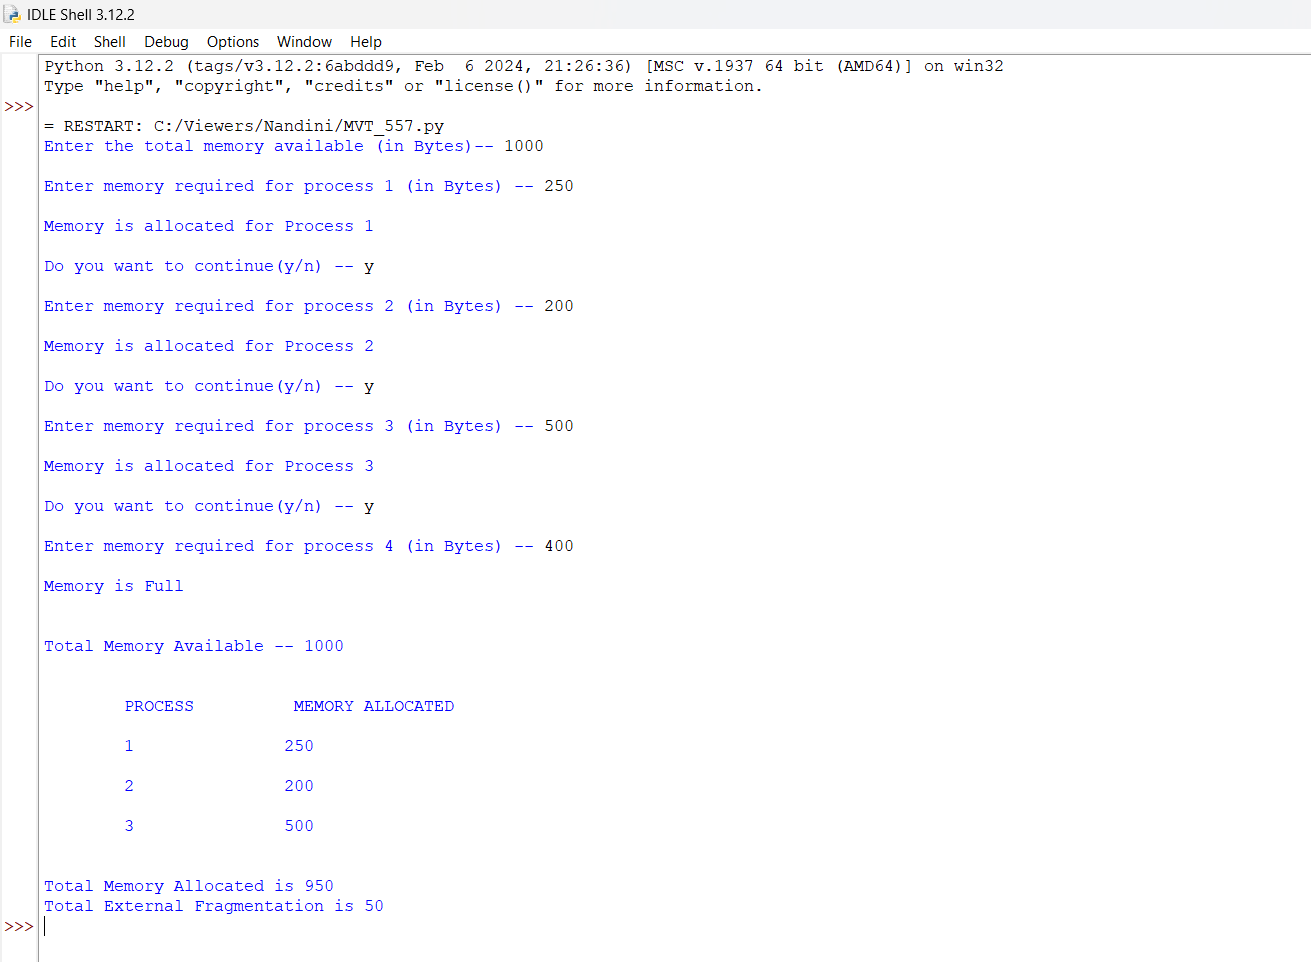 IDLE Shell 3.12.2
File Edit Shell Debug Options Window Help
Python 3.12.2 (tags/v3.12.2:6abddd9, Feb  6 2024, 21:26:36) [MSC v.1937 64 bit (AMD64)] on win32
Type "help", "copyright", "credits" or "license()" for more information.
>>>
= RESTART: C:/Viewers/Nandini/MVT_557.py
Enter the total memory available (in Bytes)-- 1000
Enter memory required for process 1 (in Bytes) -- 250
Memory is allocated for Process 1
Do you want to continue(y/n) -- y
Enter memory required for process 2 (in Bytes) -- 200
Memory is allocated for Process 2
Do you want to continue(y/n) -- y
Enter memory required for process 3 (in Bytes) -- 500
Memory is allocated for Process 3
Do you want to continue(y/n) -- y
Enter memory required for process 4 (in Bytes) -- 400
Memory is Full
Total Memory Available -- 1000
PROCESS MEMORY ALLOCATED
1 250
2 200
3 500
Total Memory Allocated is 950
Total External Fragmentation is 50
>>>